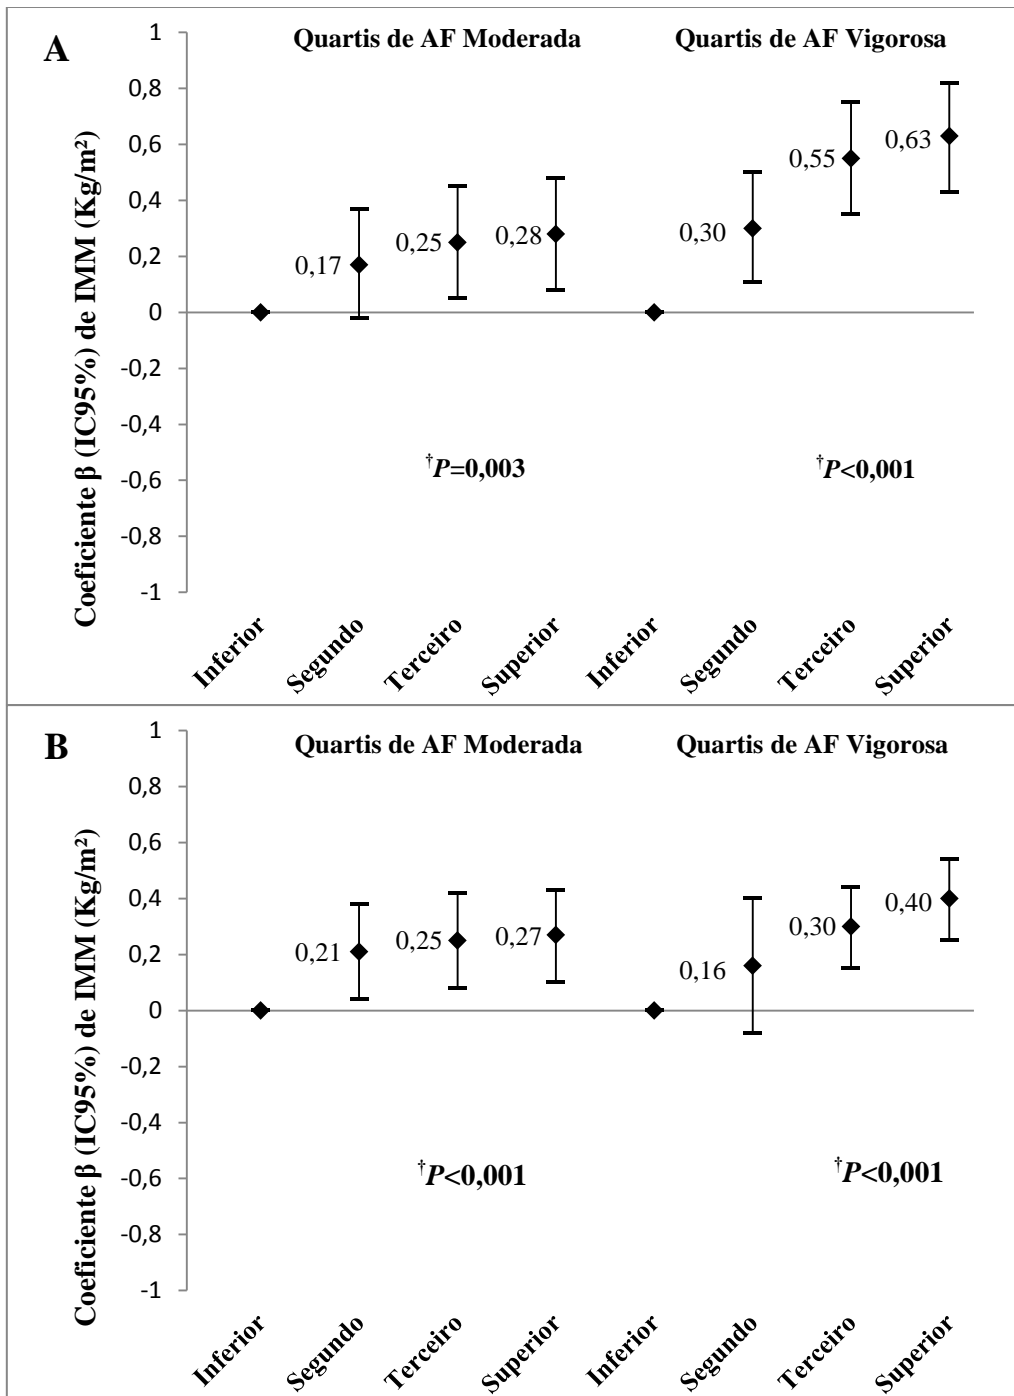 A
Quartis de AF Moderada
Quartis de AF Vigorosa
Coeficiente β (IC95%) de IMM (Kg/m²)
1
0,8
0,6
0,4
0,2
0
-0,2
-0,4
-0,6
-0,8
-1
0,17
0,25
0,28
0,30
0,55
0,63
†P=0,003
†P<0,001
Inferior
Segundo
Terceiro
Superior
Inferior
Segundo
Terceiro
Superior
B
Quartis de AF Moderada
Quartis de AF Vigorosa
Coeficiente β (IC95%) de IMM (Kg/m²)
1
0,8
0,6
0,4
0,2
0
-0,2
-0,4
-0,6
-0,8
-1
0,21
0,25
0,27
0,16
0,30
0,40
†P<0,001
†P<0,001
Inferior
Segundo
Terceiro
Superior
Inferior
Segundo
Terceiro
Superior